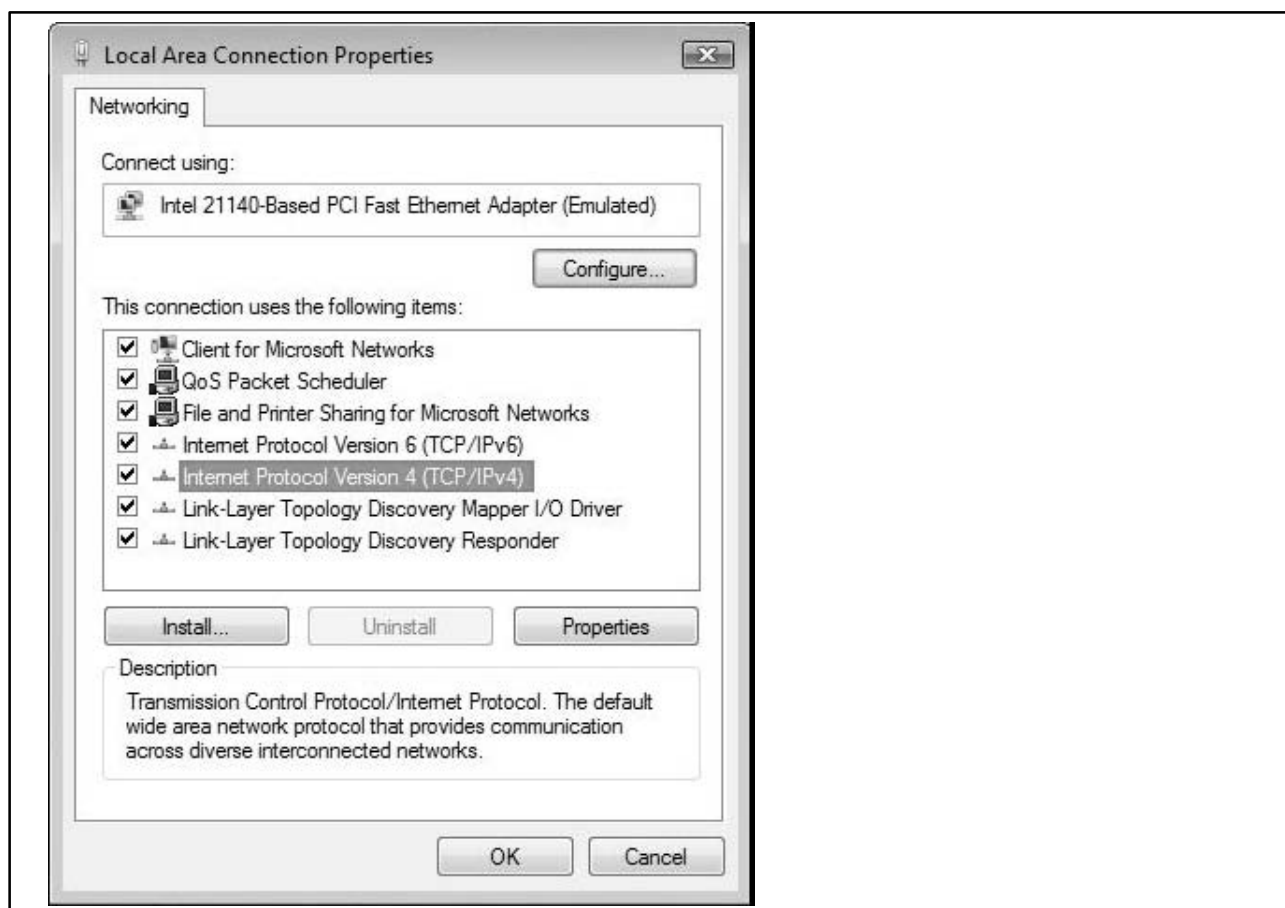 Local Area Connection Properties
Networking
Connect using:
Intel 21140-Based PCI Fast Ethernet Adapter (Emulated)
Configure...
This connection uses the following items:
Client for Microsoft Networks
QoS Packet Scheduler
File and Printer Sharing for Microsoft Networks
Internet Protocol Version 6 (TCP/IPv6)
Internet Protocol Version 4 (TCP/IPv4)
Link-Layer Topology Discovery Mapper I/O Driver
Link-Layer Topology Discovery Responder
Install... Uninstall Properties
Description
Transmission Control Protocol/Internet Protocol. The default
wide area network protocol that provides communication
across diverse interconnected networks.
OK Cancel